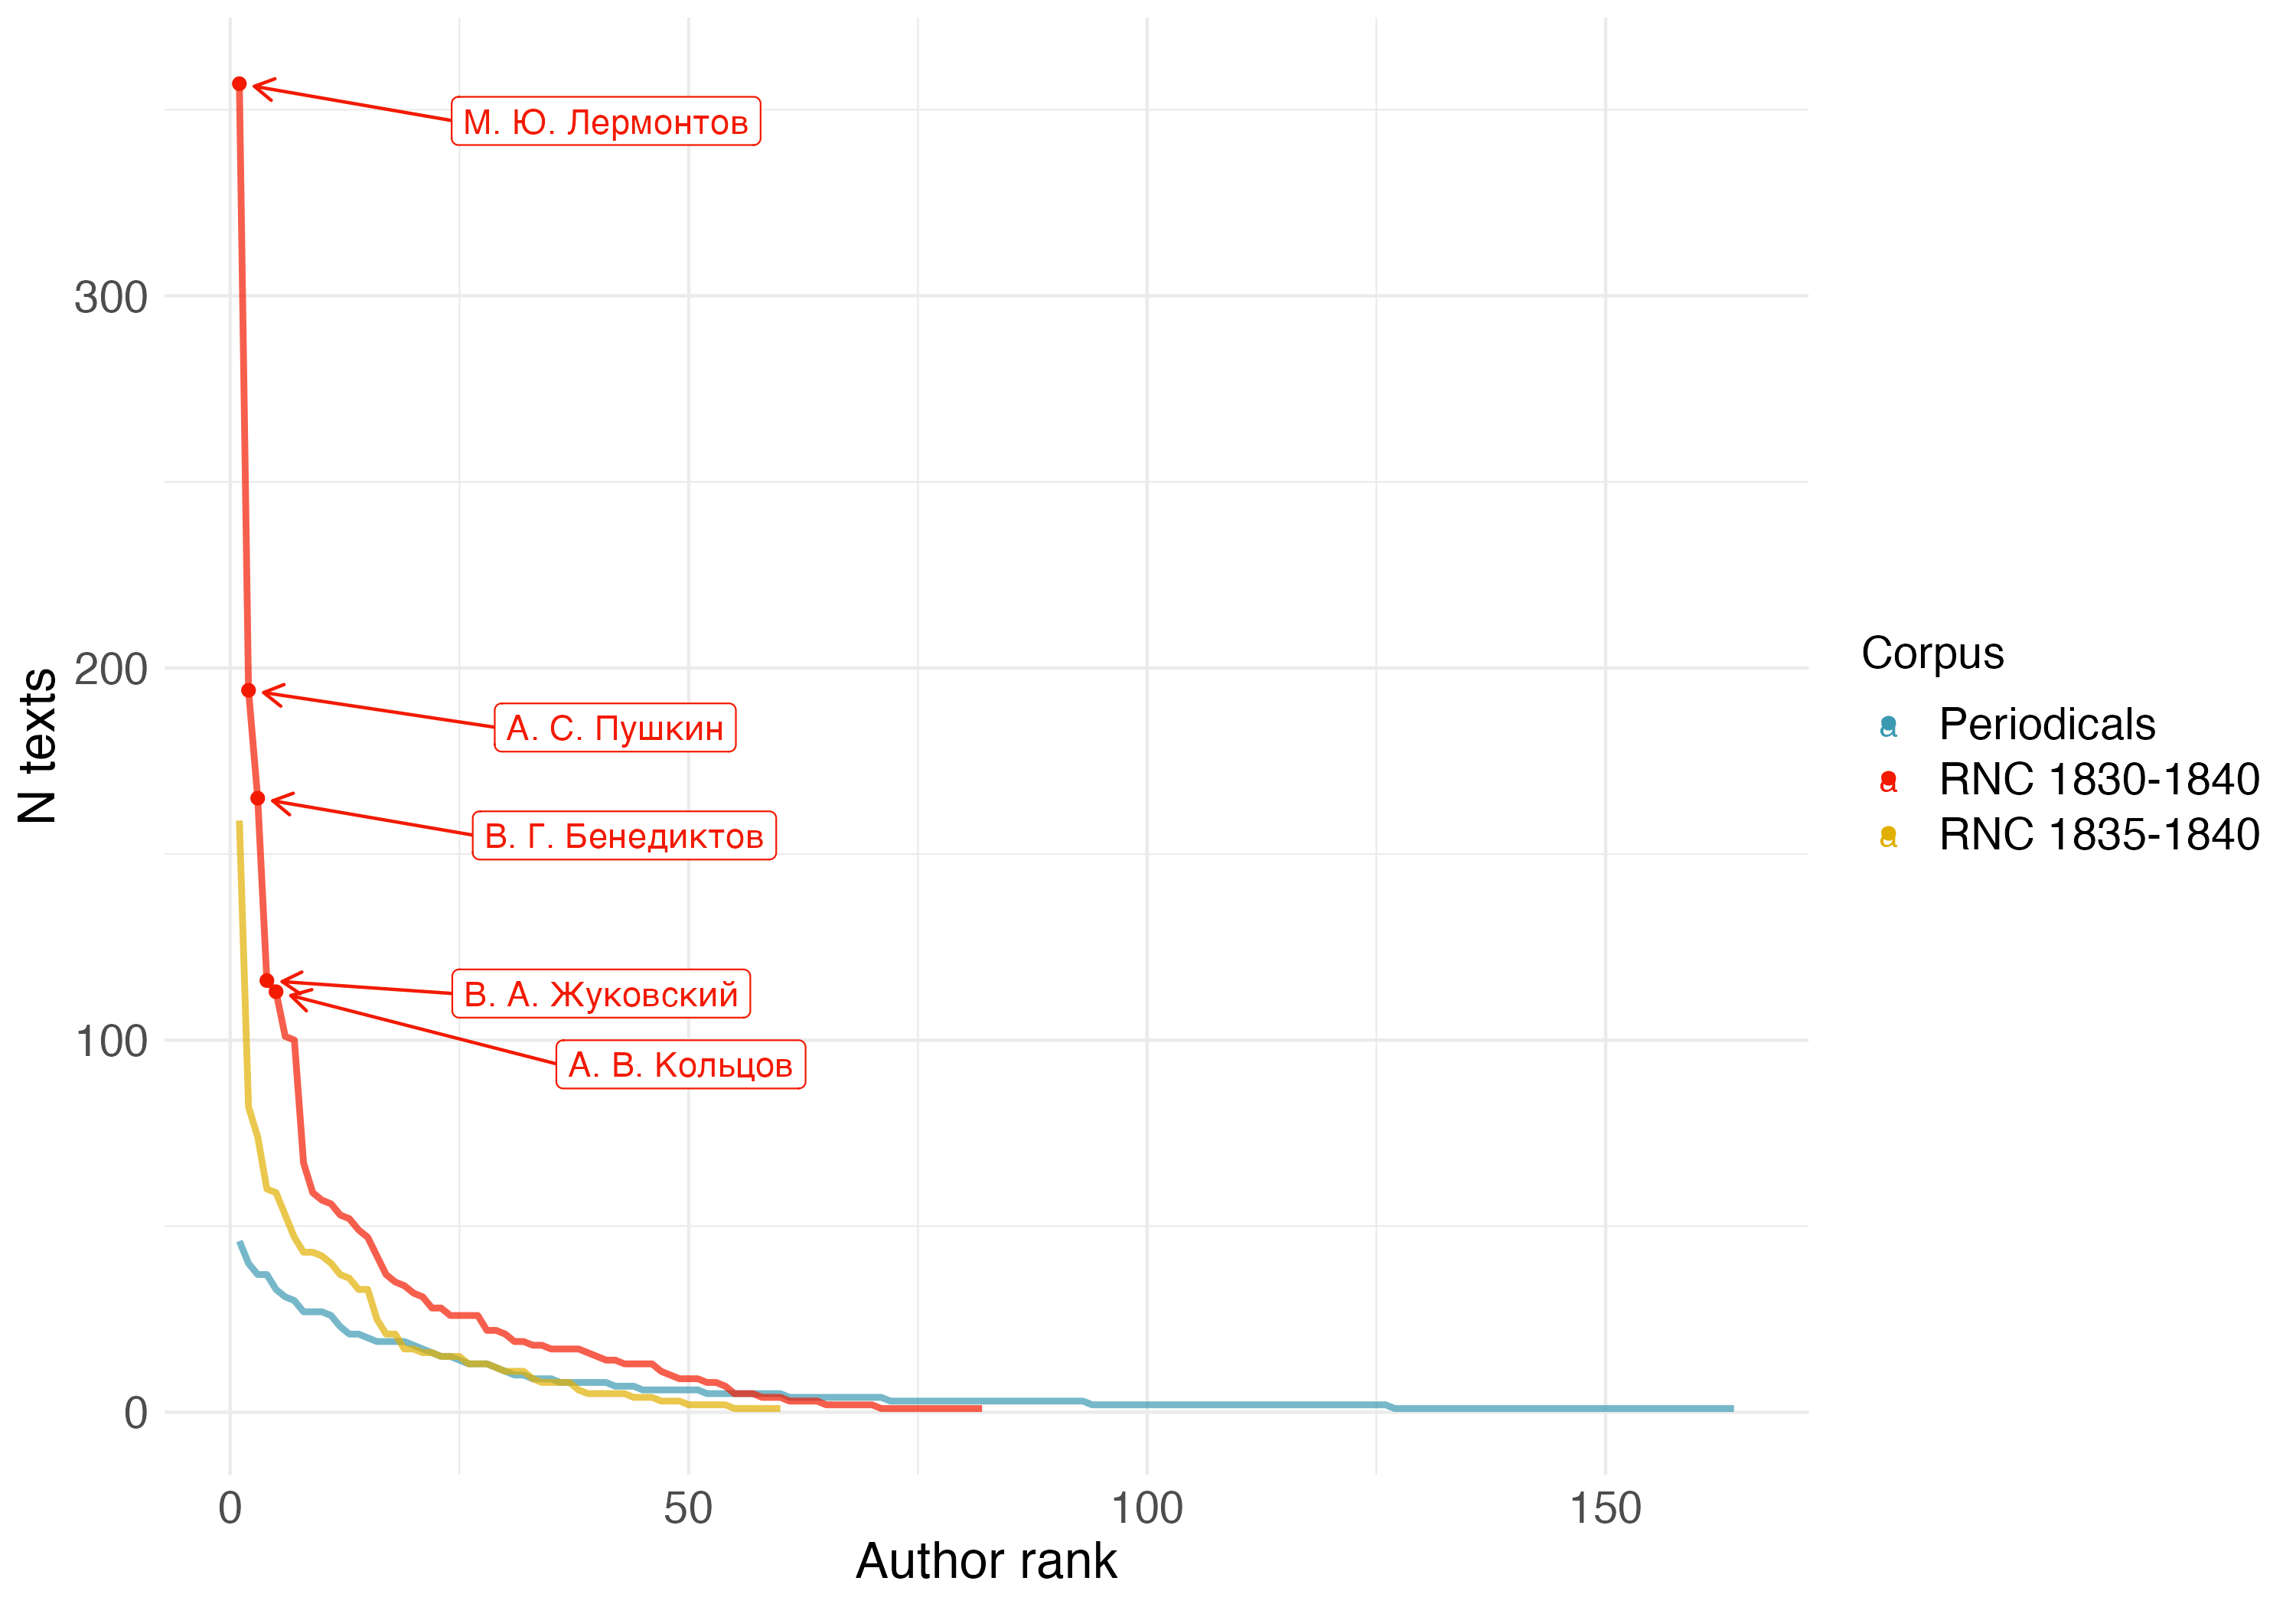 М. Ю. Лермонтов
300
200
А. С. Пушкин
В. Г. Бенедиктов
В. А. Жуковский
100
А. В. Кольцов
0
N texts
0 50 100 150
Author rank
Corpus
a Periodicals
a RNC 1830-1840
a RNC 1835-1840